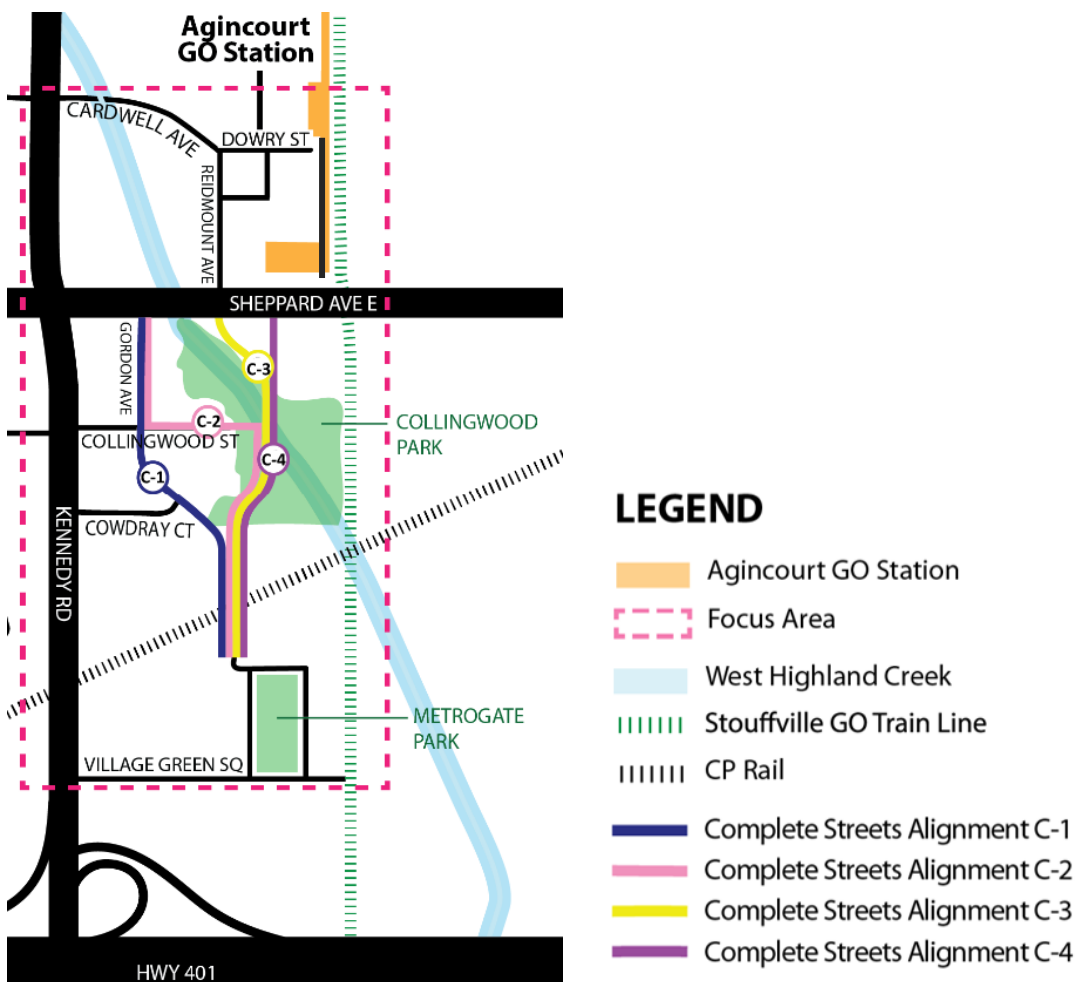 Agincourt
GO Station
CARDWELL AVE
DOWRY ST
REIDMOUNT AVE
SHEPPARD AVE E
GORDON AVE
C-3
C-2
COLLINGWOOD ST
COLLINGWOOD
PARK
C-4
C-1
COWDRAY CT
KENNEDY RD
METROGATE
PARK
VILLAGE GREEN SQ
HWY 401
LEGEND
Agincourt GO Station
Focus Area
West Highland Creek
Stouffville GO Train Line
CP Rail
Complete Streets Alignment C-1
Complete Streets Alignment C-2
Complete Streets Alignment C-3
Complete Streets Alignment C-4